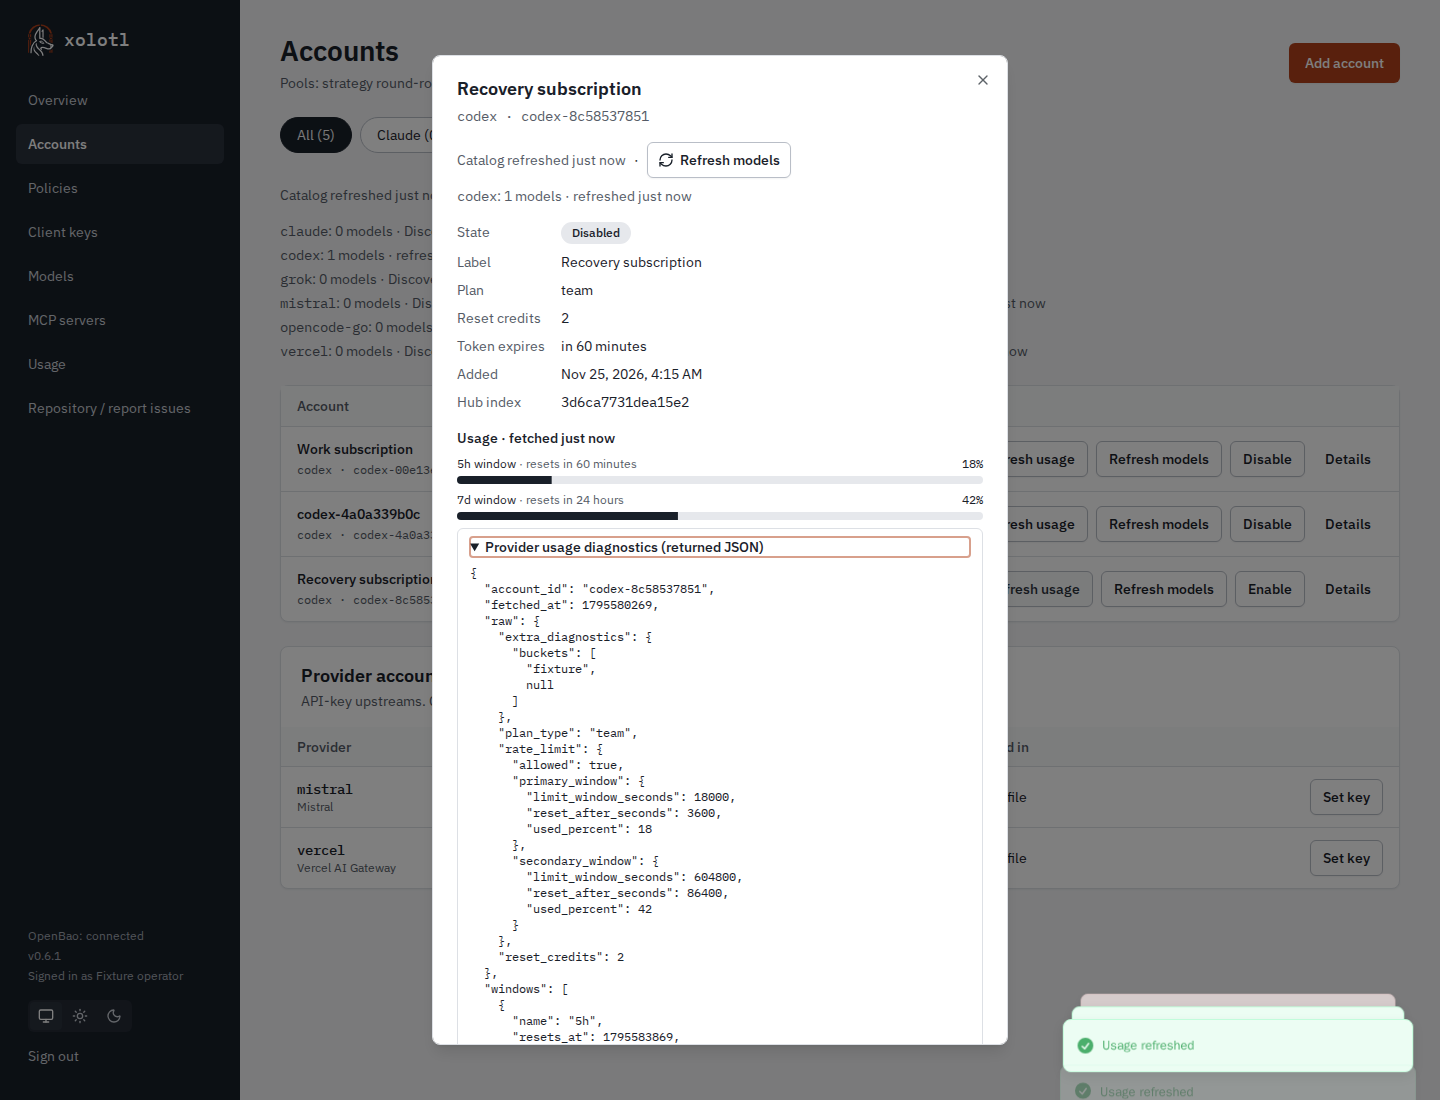 xolotl
Overview
Accounts
Policies
Client keys
Models
MCP servers
Usage
Repository / report issues
OpenBao: connected
v0.6.1
Signed in as Fixture operator
Sign out
Accounts
Pools: strategy round-ro
Add account
All (5)
Claude (
Catalog refreshed just n
claude: 0 models · Disc
codex: 1 models · refres
grok: 0 models · Discove
mistral: 0 models · Dis
st now
opencode-go: 0 models
vercel: 0 models · Disc
ow
Account
Work subscription
codex · codex-00e13
resh usage
Refresh models
Disable
Details
codex-4a0a339b0c
codex · codex-4a0a3
resh usage
Refresh models
Disable
Details
Recovery subscription
codex · codex-8c585
fresh usage
Refresh models
Enable
Details
Provider accoun
API-key upstreams.
Provider
d in
mistral
Mistral
file
Set key
vercel
Vercel AI Gateway
file
Set key
Recovery subscription
codex · codex-8c58537851
Catalog refreshed just now ·
Refresh models
codex: 1 models · refreshed just now
State Disabled
Label Recovery subscription
Plan team
Reset credits 2
Token expires in 60 minutes
Added Nov 25, 2026, 4:15 AM
Hub index 3d6ca7731dea15e2
Usage · fetched just now
5h window · resets in 60 minutes 18%
7d window · resets in 24 hours 42%
Provider usage diagnostics (returned JSON)
{
"account_id": "codex-8c58537851",
"fetched_at": 1795580269,
"raw": {
"extra_diagnostics": {
"buckets": [
"fixture",
null
]
},
"plan_type": "team",
"rate_limit": {
"allowed": true,
"primary_window": {
"limit_window_seconds": 18000,
"reset_after_seconds": 3600,
"used_percent": 18
},
"secondary_window": {
"limit_window_seconds": 604800,
"reset_after_seconds": 86400,
"used_percent": 42
}
},
"reset_credits": 2
},
"windows": [
{
"name": "5h",
"resets_at": 1795583869,
Usage refreshed
Usage refreshed